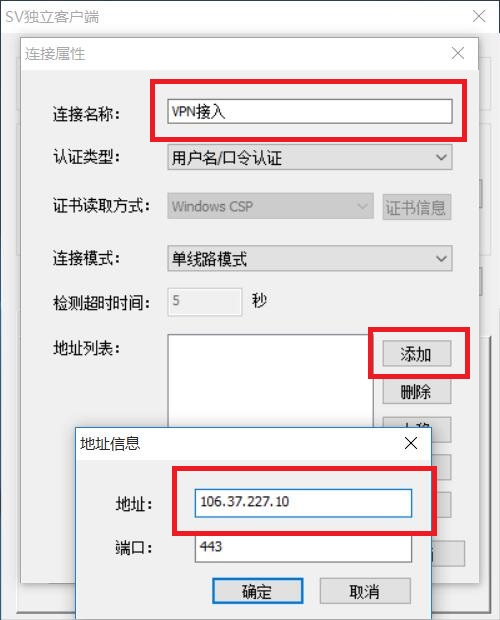 SV独立客户端
连接属性
连接名称：
VPN接入
认证类型：
用户名/口令认证
证书读取方式：
Windows CSP
证书信息
连接模式：
单线路模式
检测超时时间：
5
秒
地址列表：
添加
删除
地址信息
地址：
106.37.227.10
端口：
443
确定
取消